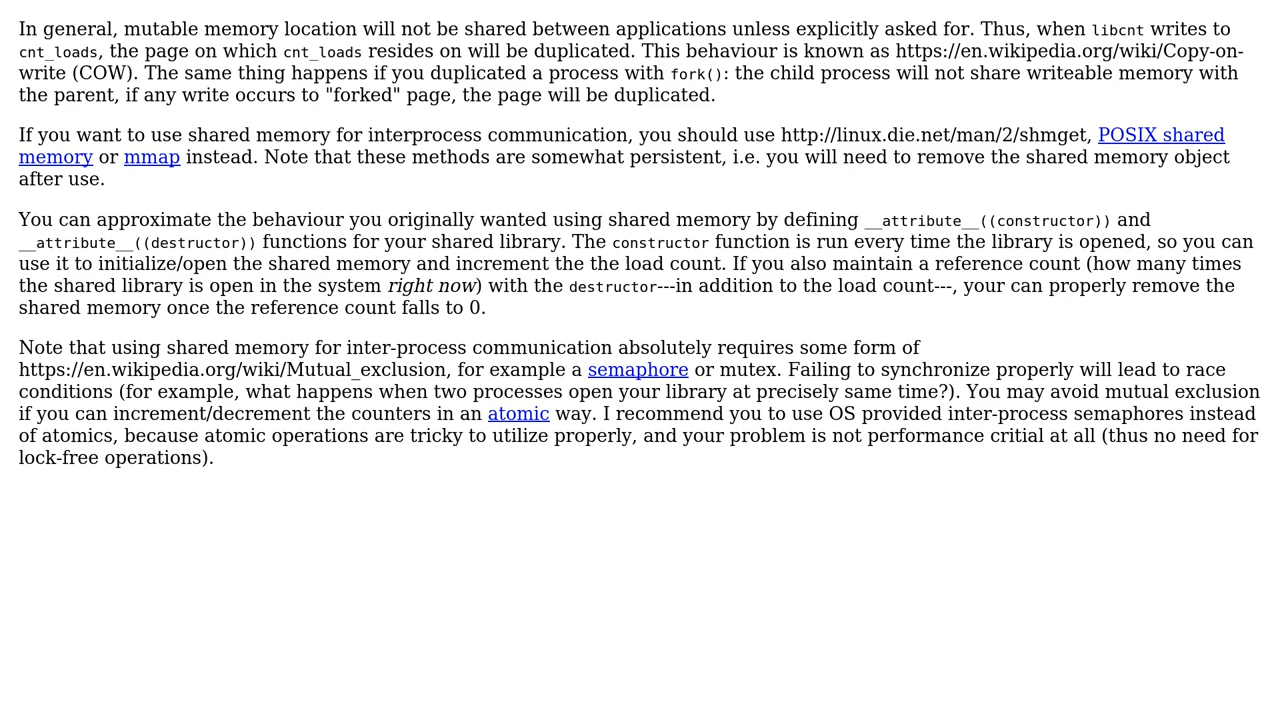 In general, mutable memory location will not be shared between applications unless explicitly asked for. Thus, when libcnt writes to
cnt_loads, the page on which cnt_loads resides on will be duplicated. This behaviour is known as https://en.wikipedia.org/wiki/Copy-on-
write (COW). The same thing happens if you duplicated a process with fork(): the child process will not share writeable memory with
the parent, if any write occurs to "forked" page, the page will be duplicated.
If you want to use shared memory for interprocess communication, you should use http://linux.die.net/man/2/shmget, POSIX shared
memory or mmap instead. Note that these methods are somewhat persistent, i.e. you will need to remove the shared memory object
after use.
You can approximate the behaviour you originally wanted using shared memory by defining __attribute__((constructor)) and
__attribute__((destructor)) functions for your shared library. The constructor function is run every time the library is opened, so you can
use it to initialize/open the shared memory and increment the the load count. If you also maintain a reference count (how many times
the shared library is open in the system right now) with the destructor---in addition to the load count---, your can properly remove the
shared memory once the reference count falls to 0.
Note that using shared memory for inter-process communication absolutely requires some form of
https://en.wikipedia.org/wiki/Mutual_exclusion, for example a semaphore or mutex. Failing to synchronize properly will lead to race
conditions (for example, what happens when two processes open your library at precisely same time?). You may avoid mutual exclusion
if you can increment/decrement the counters in an atomic way. I recommend you to use OS provided inter-process semaphores instead
of atomics, because atomic operations are tricky to utilize properly, and your problem is not performance critial at all (thus no need for
lock-free operations).